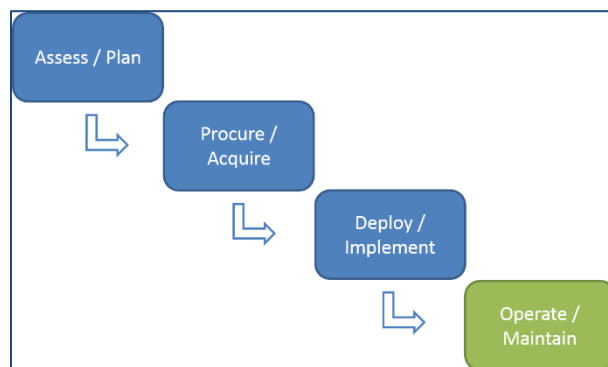 Assess / Plan
Procure /
Acquire
Deploy /
Implement
Operate /
Maintain